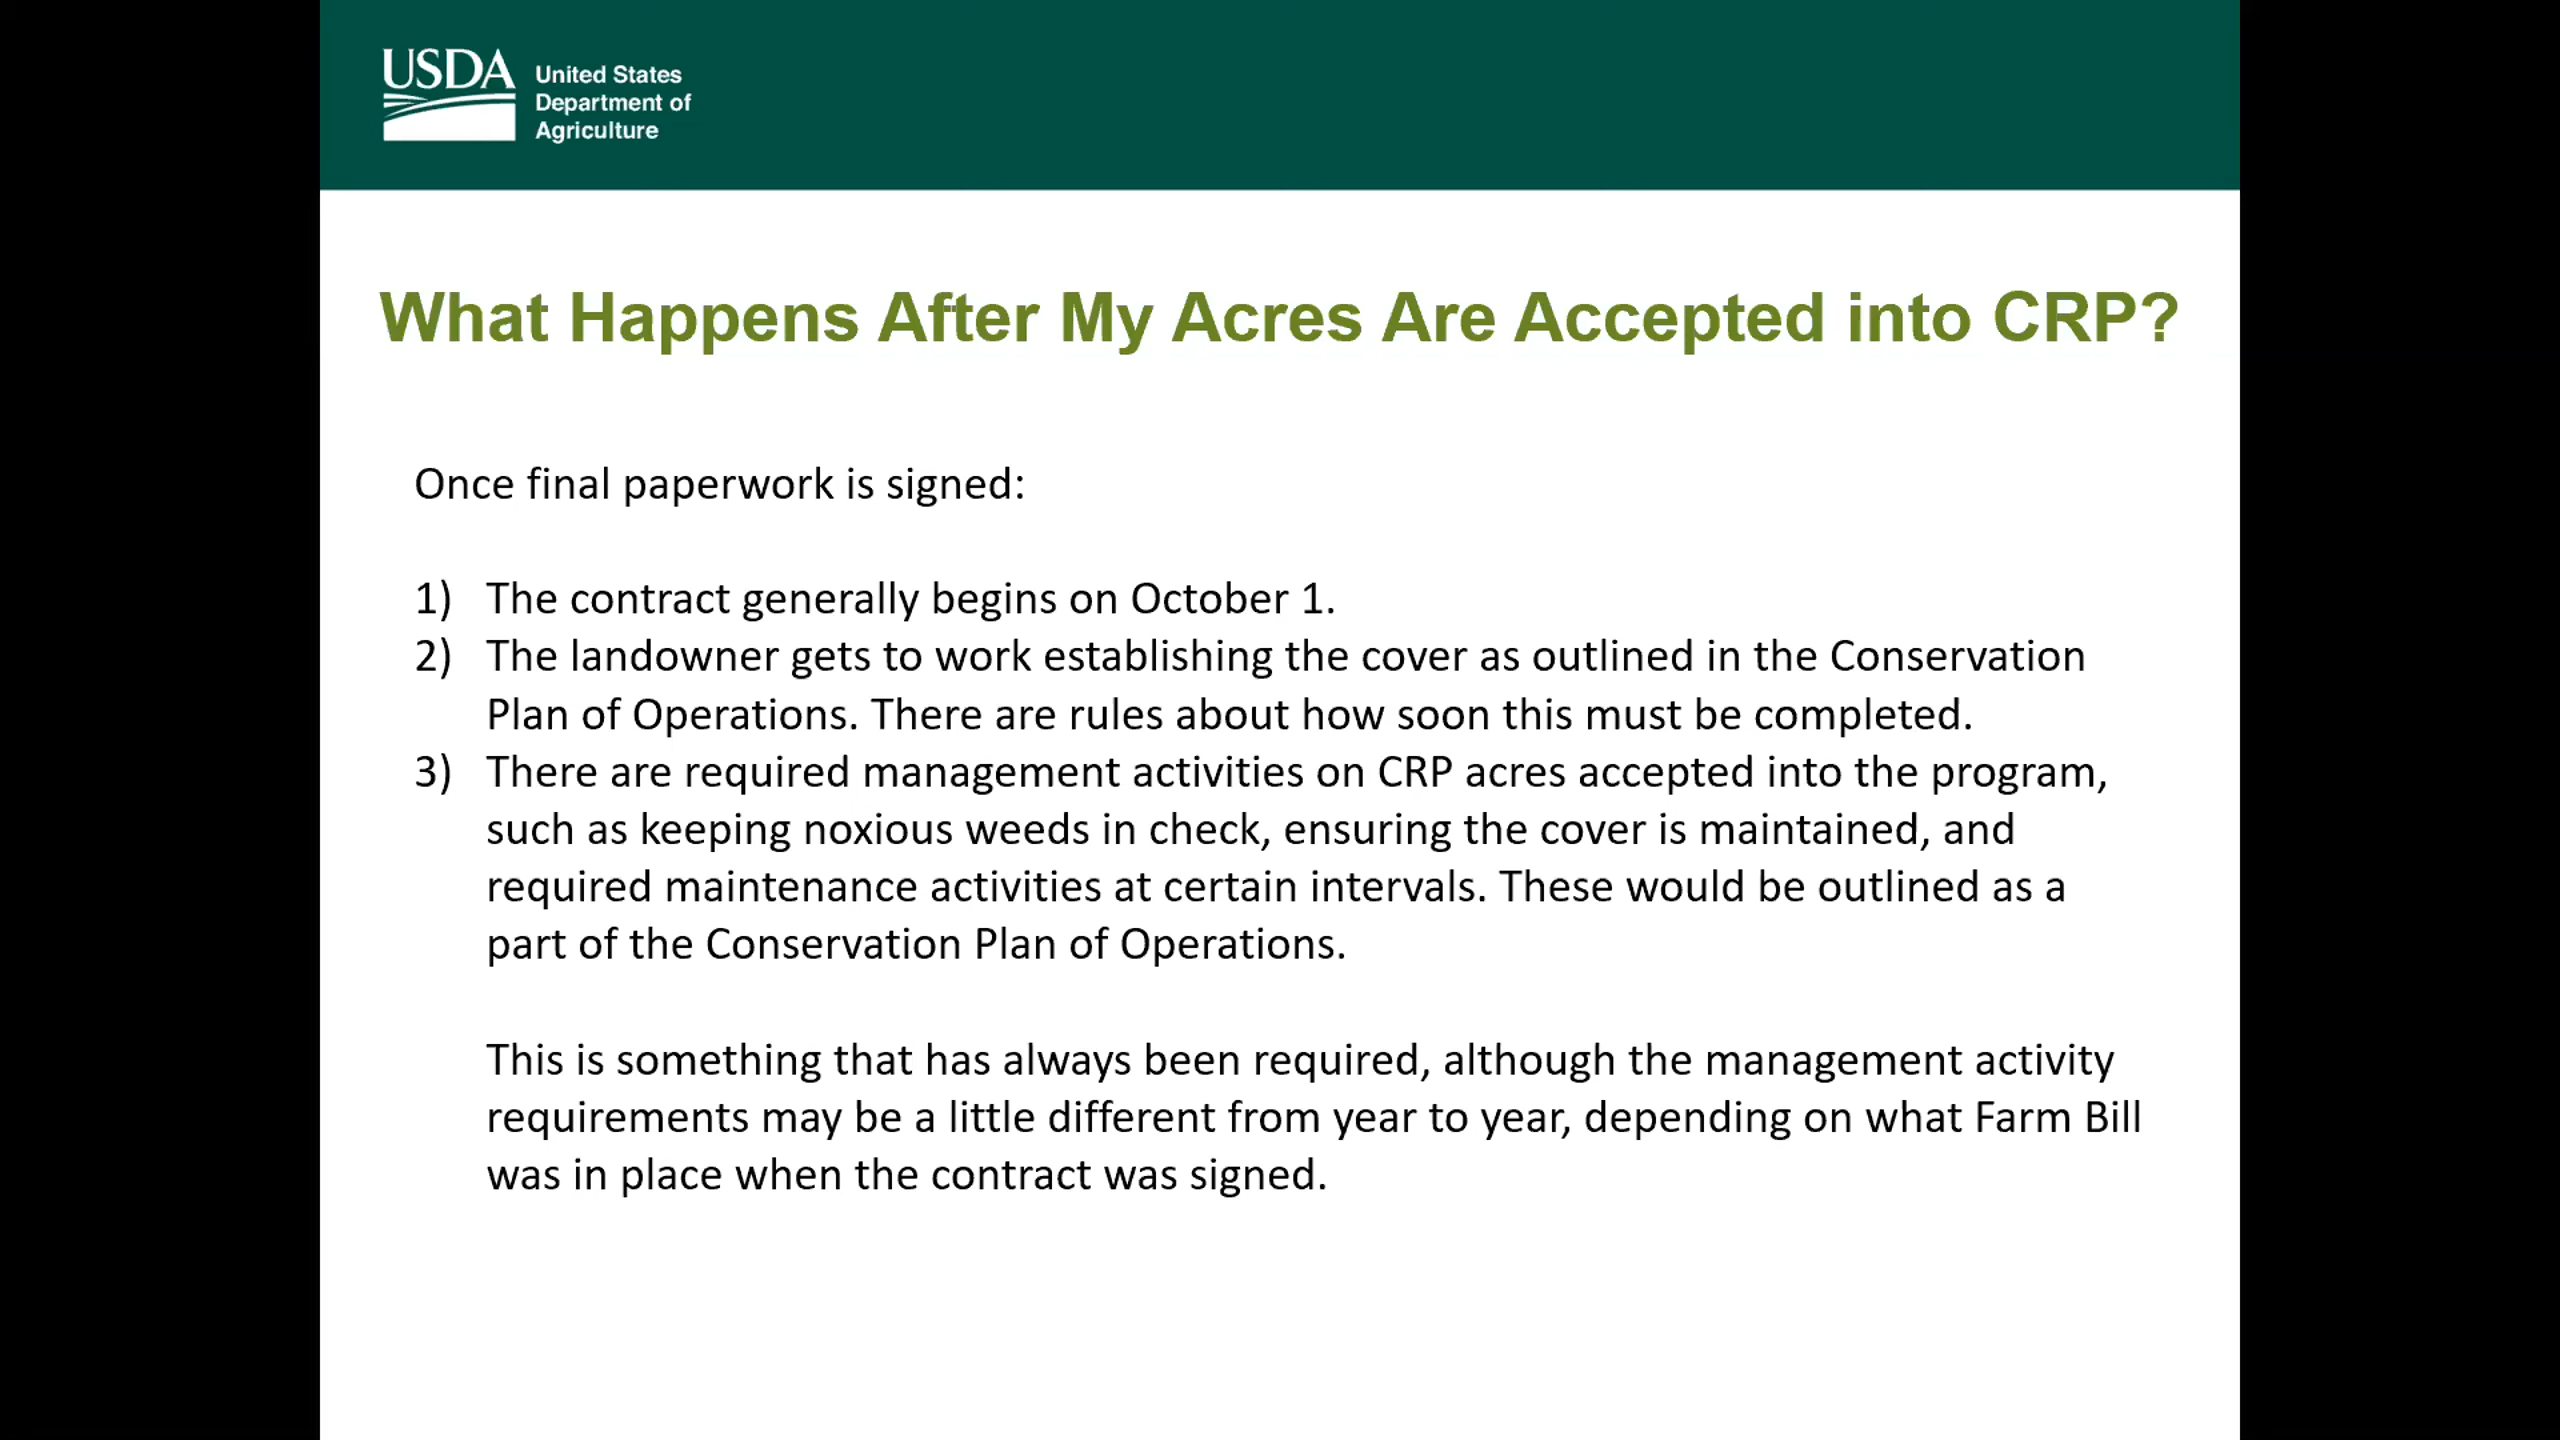 USDA
United States
Department of
Agriculture
What Happens After My Acres Are Accepted into CRP?
Once final paperwork is signed:
1) The contract generally begins on October 1.
2) The landowner gets to work establishing the cover as outlined in the Conservation
Plan of Operations. There are rules about how soon this must be completed.
3) There are required management activities on CRP acres accepted into the program,
such as keeping noxious weeds in check, ensuring the cover is maintained, and
required maintenance activities at certain intervals. These would be outlined as a
part of the Conservation Plan of Operations.
This is something that has always been required, although the management activity
requirements may be a little different from year to year, depending on what Farm Bill
was in place when the contract was signed.